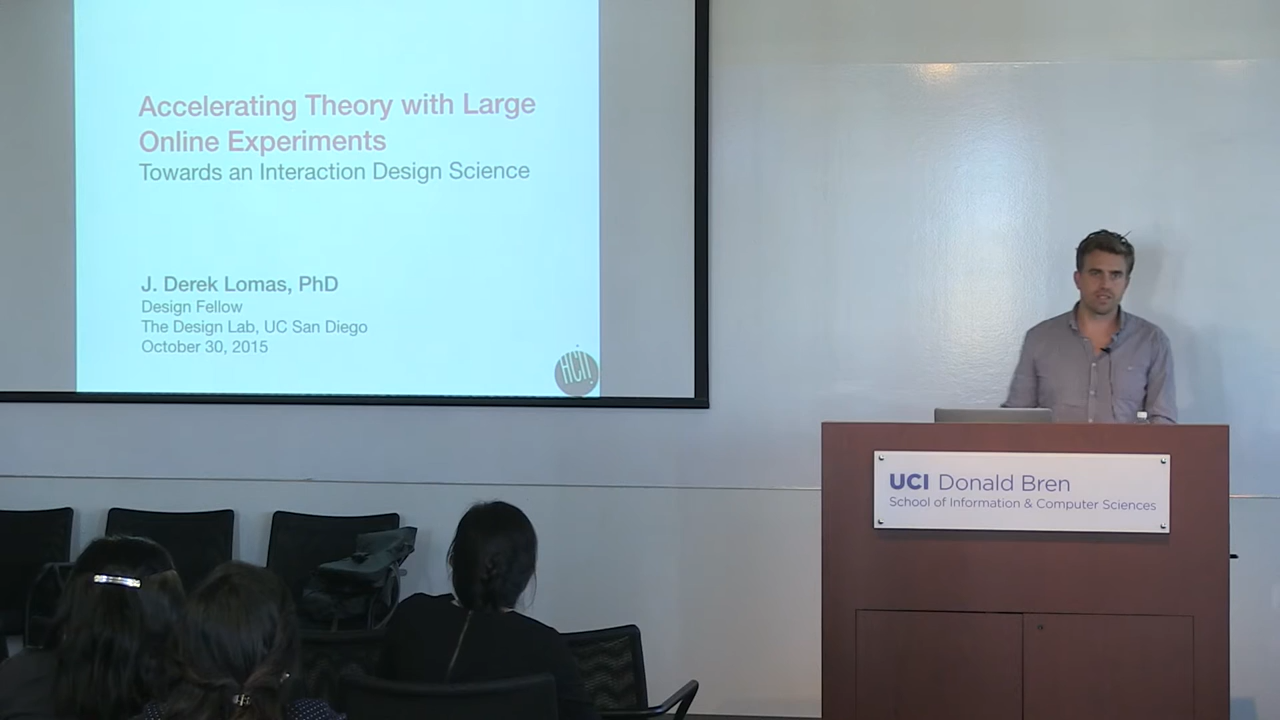 Accelerating Theory with Large
Online Experiments
Towards an Interaction Design Science
J. Derek Lomas, PhD
Design Fellow
The Design Lab, UC San Diego
October 30, 2015
HCII
UCI Donald Bren
School of Information & Computer Sciences